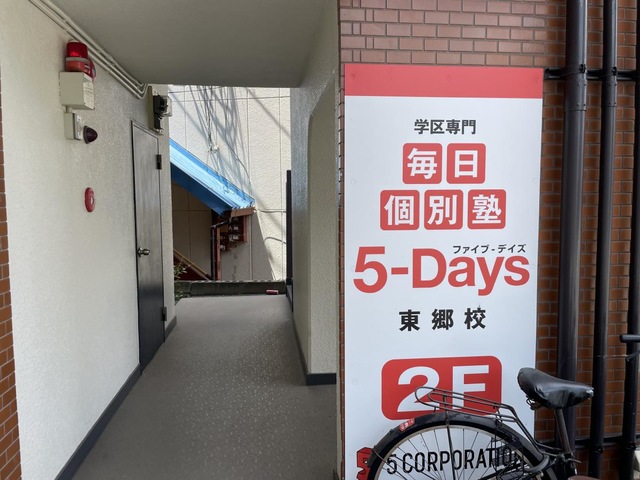 学区専門
毎日
個別塾
ファイブ-デイズ
5-Days
東郷校
2F
5 CORPORATION